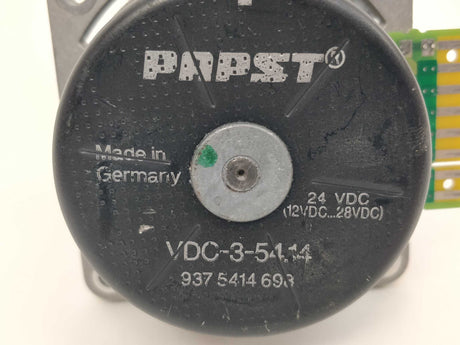 PAPST®
Made in
Germany
24 VDC
(12VDC...28VDC)
VDC-3-54.14
937 5414 693